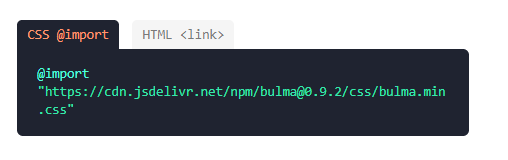 CSS @import
HTML <link>
@import
"https://cdn.jsdelivr.net/npm/bulma@0.9.2/css/bulma.min
.css"